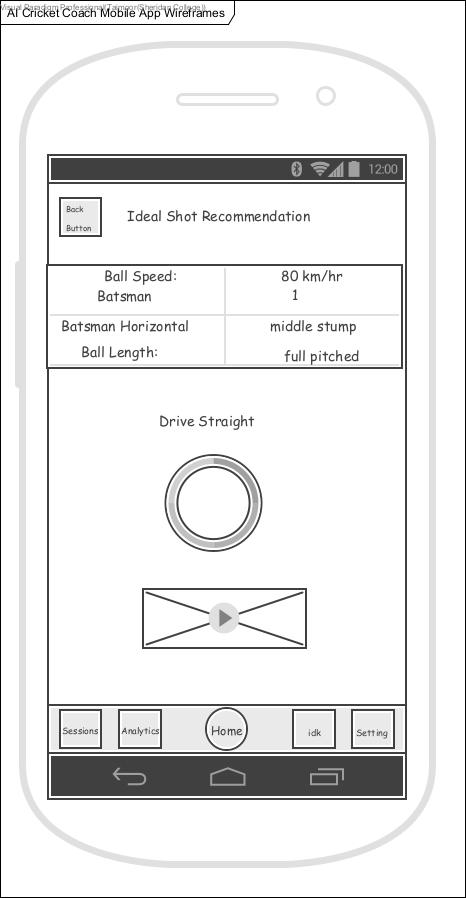 Visual Paradigm Professional(Taimoor(Sheridan College))
AI Cricket Coach Mobile App Wireframes
12:00
Back
Button
Ideal Shot Recommendation
Ball Speed: 80 km/hr
Batsman 1
Batsman Horizontal middle stump
Ball Length: full pitched
Drive Straight
Sessions Analytics Home idk Setting